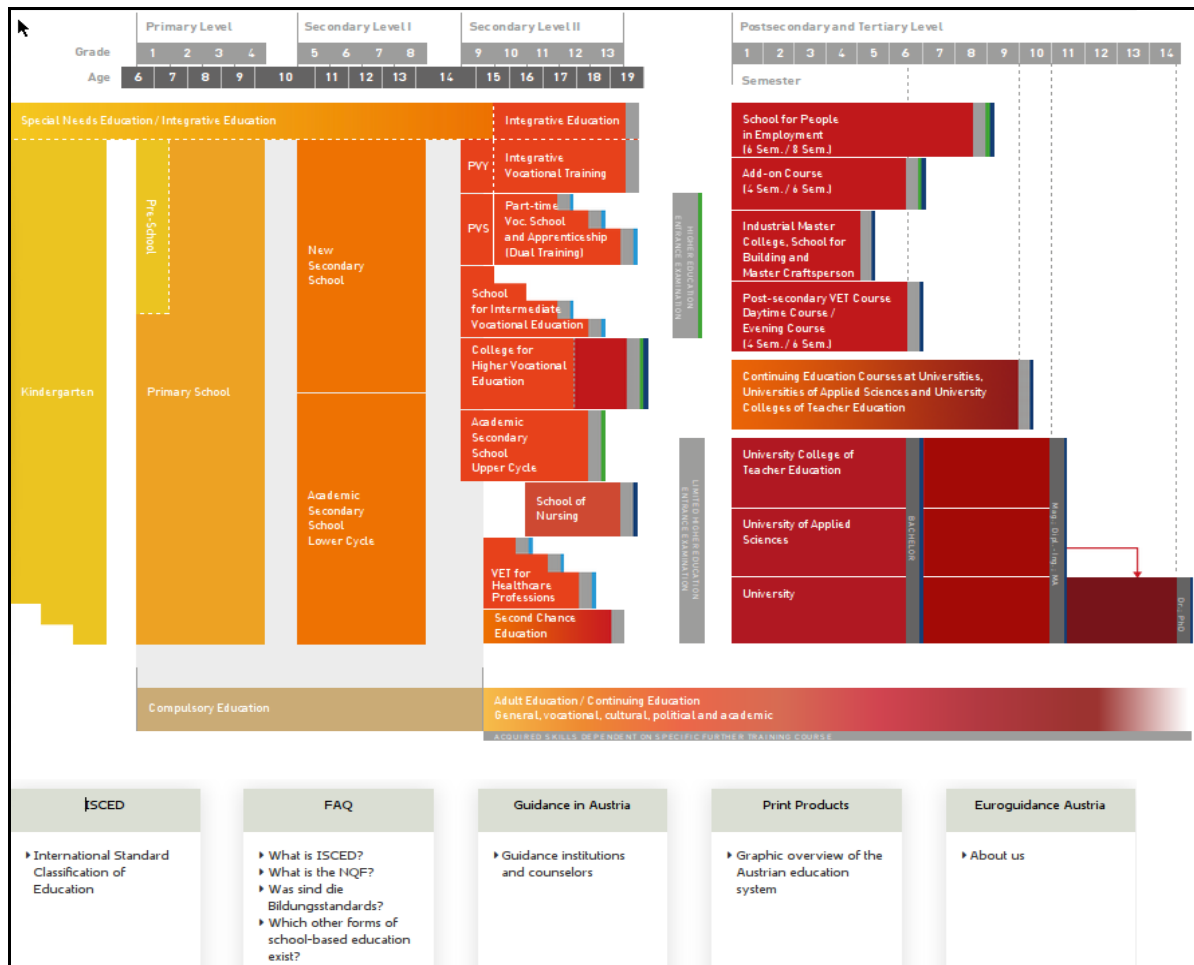 Primary Level
Secondary Level I
Secondary Level II
Postsecondary and Tertiary Level
Grade
1 2 3 4
5 6 7 8
9 10 11 12 13
1 2 3 4 5 6 7 8 9 10 11 12 13 14
Age
6 7 8 9 10 11 12 13 14 15 16 17 18 19
Semester
Special Needs Education / Integrative Education
Integrative Education
PVY
Integrative
Vocational Training
Pre-School
PVS
Part-time
Voc. School
and Apprenticeship
(Dual Training)
New
Secondary
School
School
for Intermediate
Vocational Education
College for
Higher Vocational
Education
Kindergarten
Primary School
Academic
Secondary
School
Upper Cycle
Academic
Secondary
School
Lower Cycle
School of
Nursing
VET for
Healthcare
Professions
Second Chance
Education
HIGHER EDUCATION
ENTRANCE EXAMINATION
LIMITED HIGHER EDUCATION
ENTRANCE EXAMINATION
School for People
in Employment
(6 Sem. / 8 Sem.)
Add-on Course
(4 Sem. / 6 Sem.)
Industrial Master
College, School for
Building and
Master Craftsperson
Post-secondary VET Course
Daytime Course /
Evening Course
(4 Sem. / 6 Sem.)
Continuing Education Courses at Universities,
Universities of Applied Sciences and University
Colleges of Teacher Education
University College of
Teacher Education
University of Applied
Sciences
University
BACHELOR
Mag., Dipl.-Ing., MA
Dr., PhD
Compulsory Education
Adult Education / Continuing Education
General, vocational, cultural, political and academic
ACQUIRED SKILLS DEPENDENT ON SPECIFIC FURTHER TRAINING COURSE
ISCED
International Standard
Classification of
Education
FAQ
What is ISCED?
What is the NQF?
Was sind die
Bildungsstandards?
Which other forms of
school-based education
exist?
Guidance in Austria
Guidance institutions
and counselors
Print Products
Graphic overview of the
Austrian education
system
Euroguidance Austria
About us